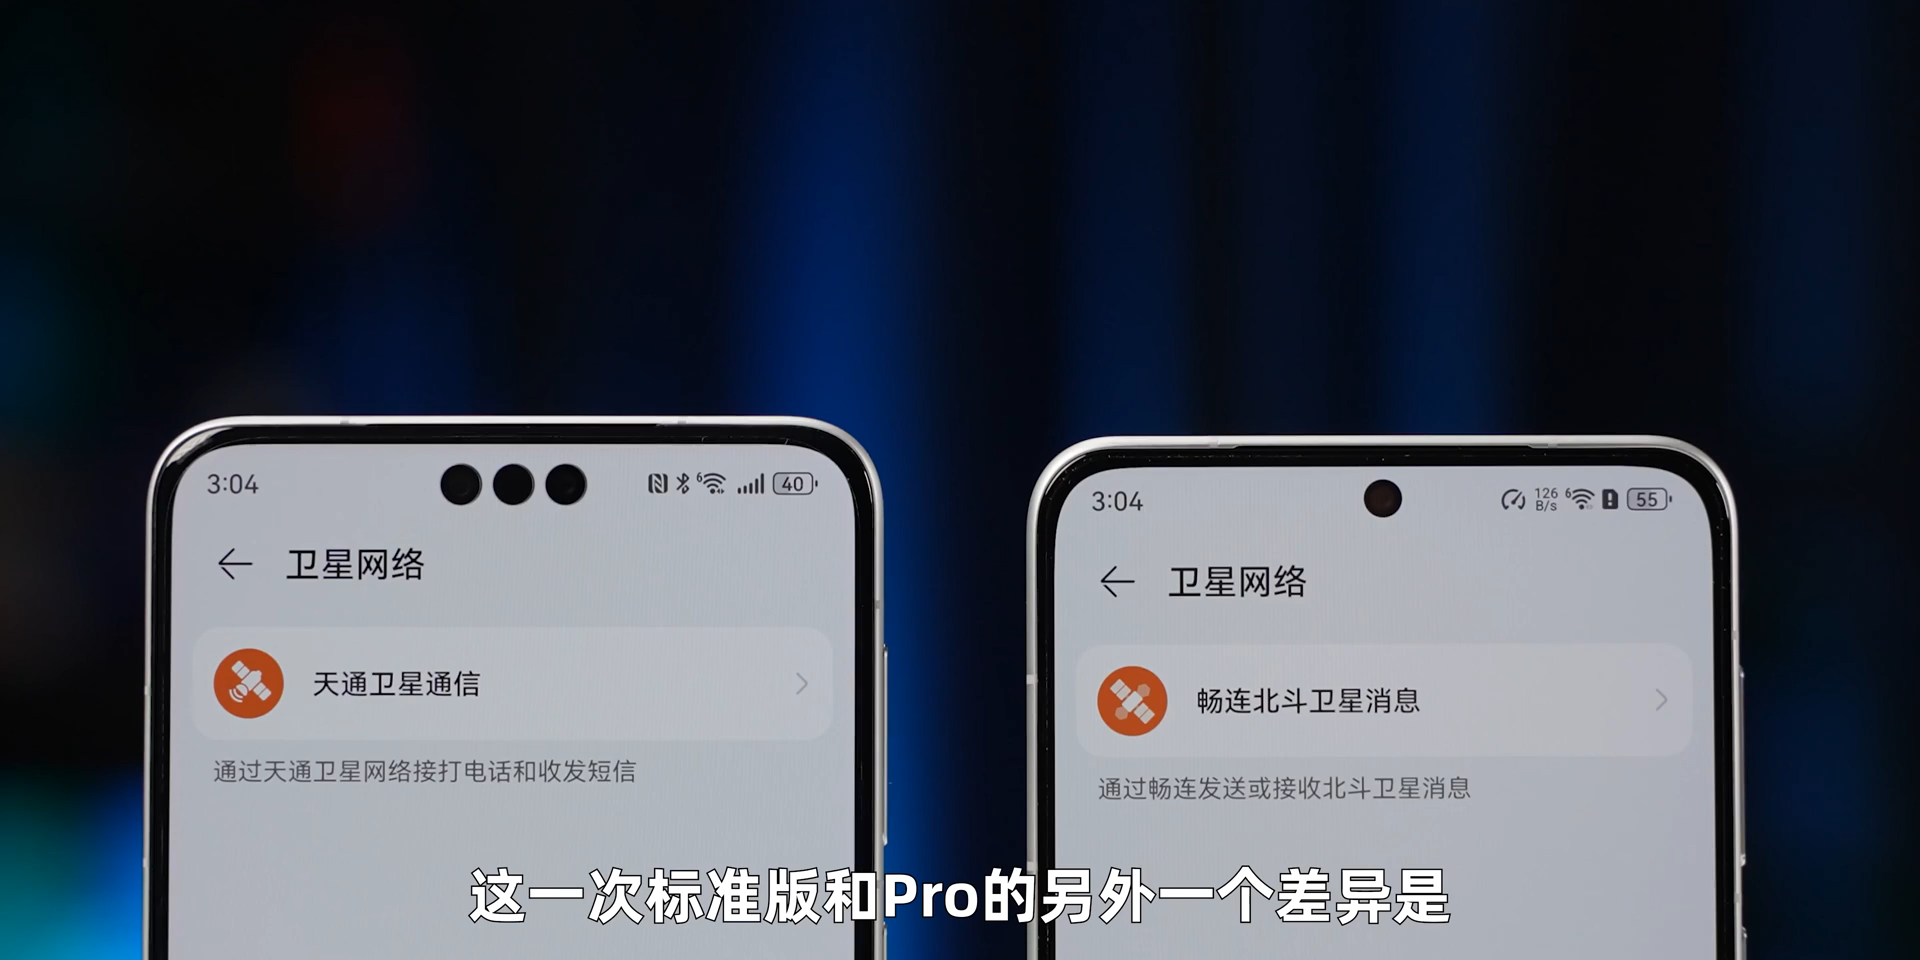 3:04
40
卫星网络
天通卫星通信
通过天通卫星网络接打电话和收发短信
3:04
126
B/s
6
55
卫星网络
畅连北斗卫星消息
通过畅连发送或接收北斗卫星消息
这一次标准版和Pro的另外一个差异是